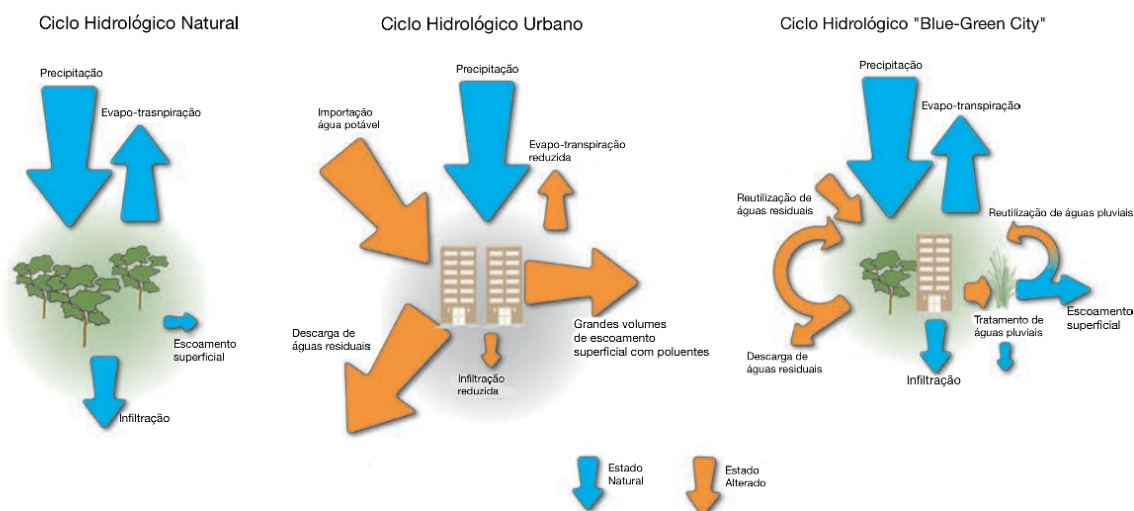 Ciclo Hidrológico Natural
Precipitação
Evapo-trasnpiração
Escoamento
superficial
Infiltração
Ciclo Hidrológico Urbano
Precipitação
Importação
água potável
Evapo-transpiração
reduzida
Descarga de
águas residuais
Grandes volumes
de escoamento
superficial com poluentes
Infiltração
reduzida
Ciclo Hidrológico "Blue-Green City"
Precipitação
Evapo-transpiração
Reutilização de
águas residuais
Reutilização de águas pluviais
Descarga de
águas residuais
Tratamento de
águas pluviais
Escoamento
superficial
Infiltração
Estado
Natural
Estado
Alterado